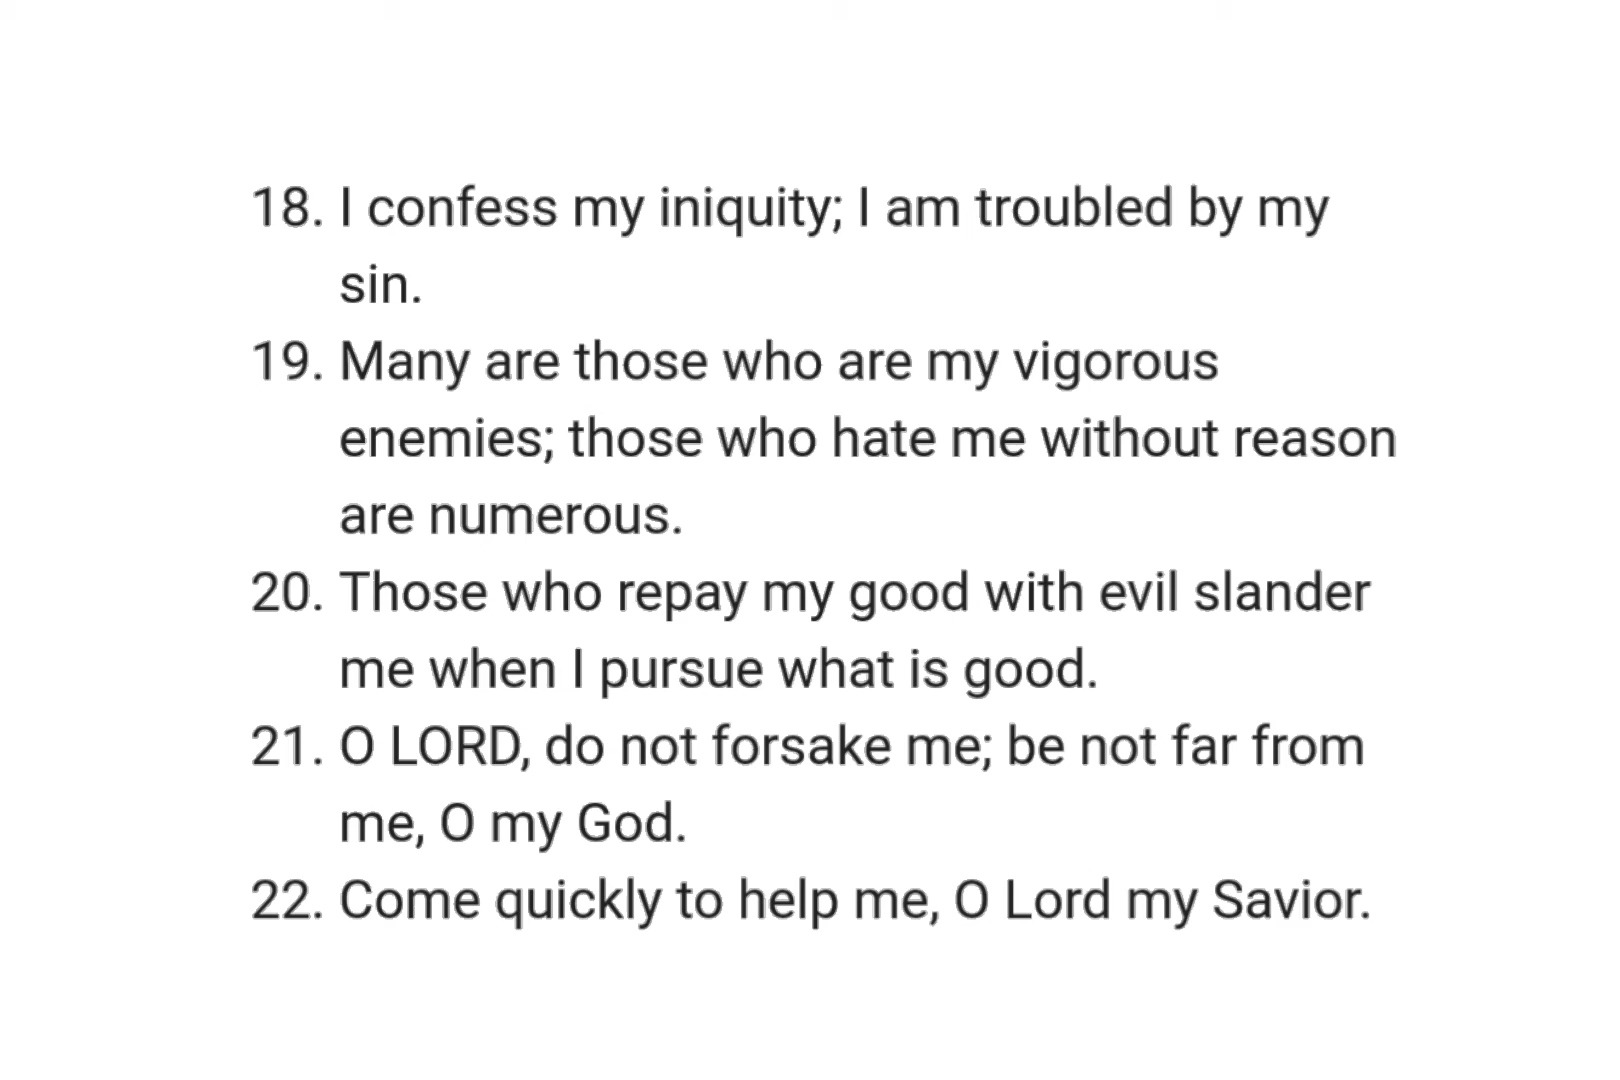 18. I confess my iniquity; I am troubled by my
sin.
19. Many are those who are my vigorous
enemies; those who hate me without reason
are numerous.
20. Those who repay my good with evil slander
me when I pursue what is good.
21. O LORD, do not forsake me; be not far from
me, O my God.
22. Come quickly to help me, O Lord my Savior.